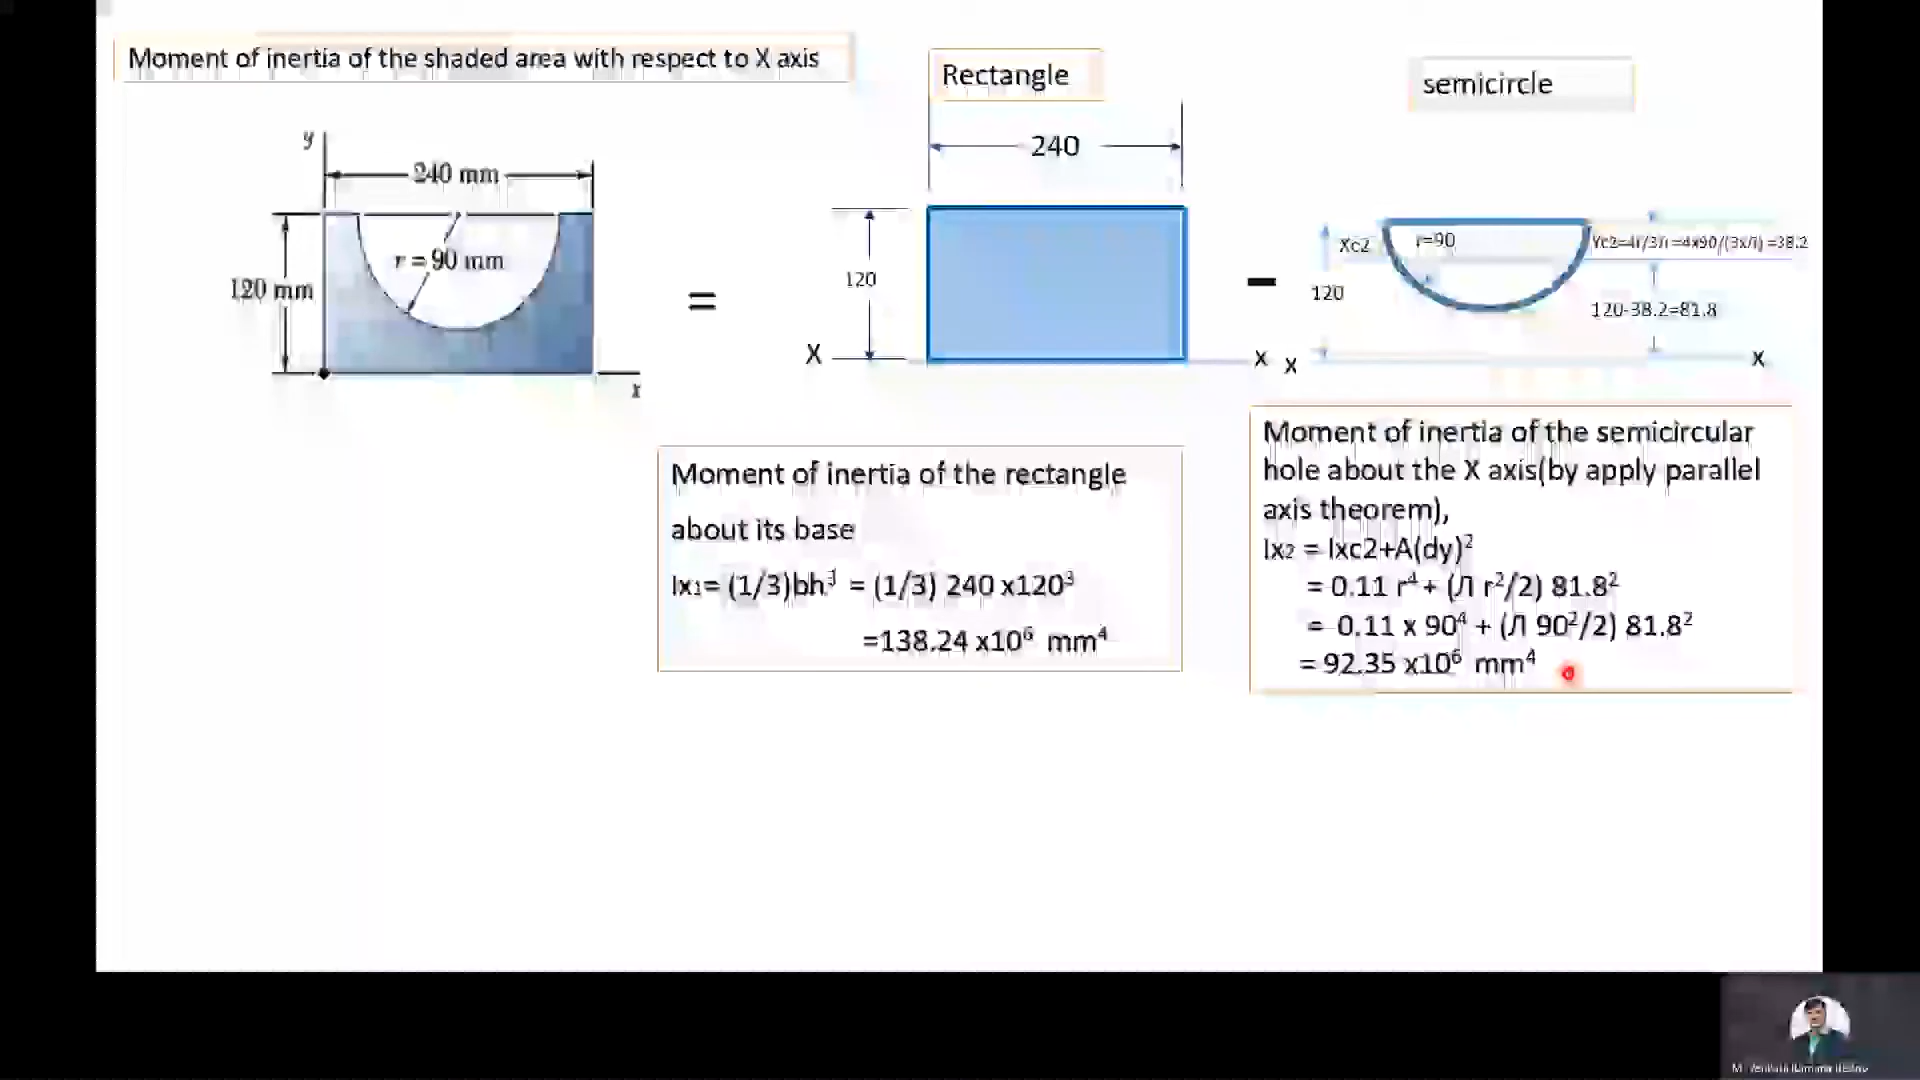 Moment of inertia of the shaded area with respect to X axis
Rectangle
semicircle
y
240 mm
r = 90 mm
120 mm
x
=
240
120
X
X
-
Xc2
r=90
Yc2=4r/3Л =4x90/(3xЛ) =38.2
120
120-38.2=81.8
X
X
Moment of inertia of the rectangle
about its base
Ix1= (1/3)bh³ = (1/3) 240 x120³
=138.24 x10⁶ mm⁴
Moment of inertia of the semicircular
hole about the X axis(by apply parallel
axis theorem),
Ix2 = Ixc2+A(dy)²
= 0.11 r⁴ + (Л r²/2) 81.8²
= 0.11 x 90⁴ + (Л 90²/2) 81.8²
= 92.35 x10⁶ mm⁴